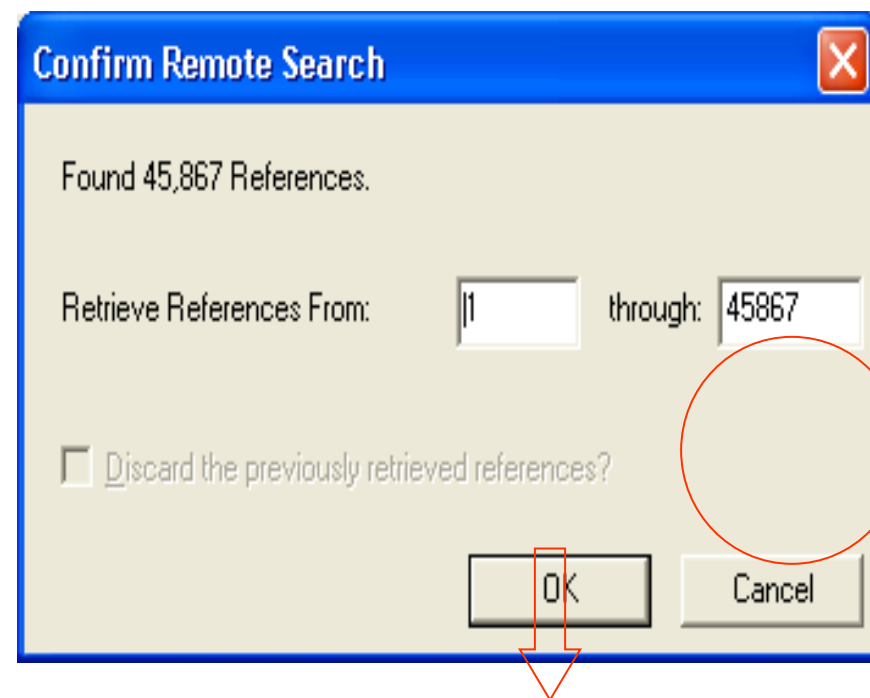 Confirm Remote Search
Found 45,867 References.
Retrieve References From: 1 through: 45867
Discard the previously retrieved references?
OK Cancel